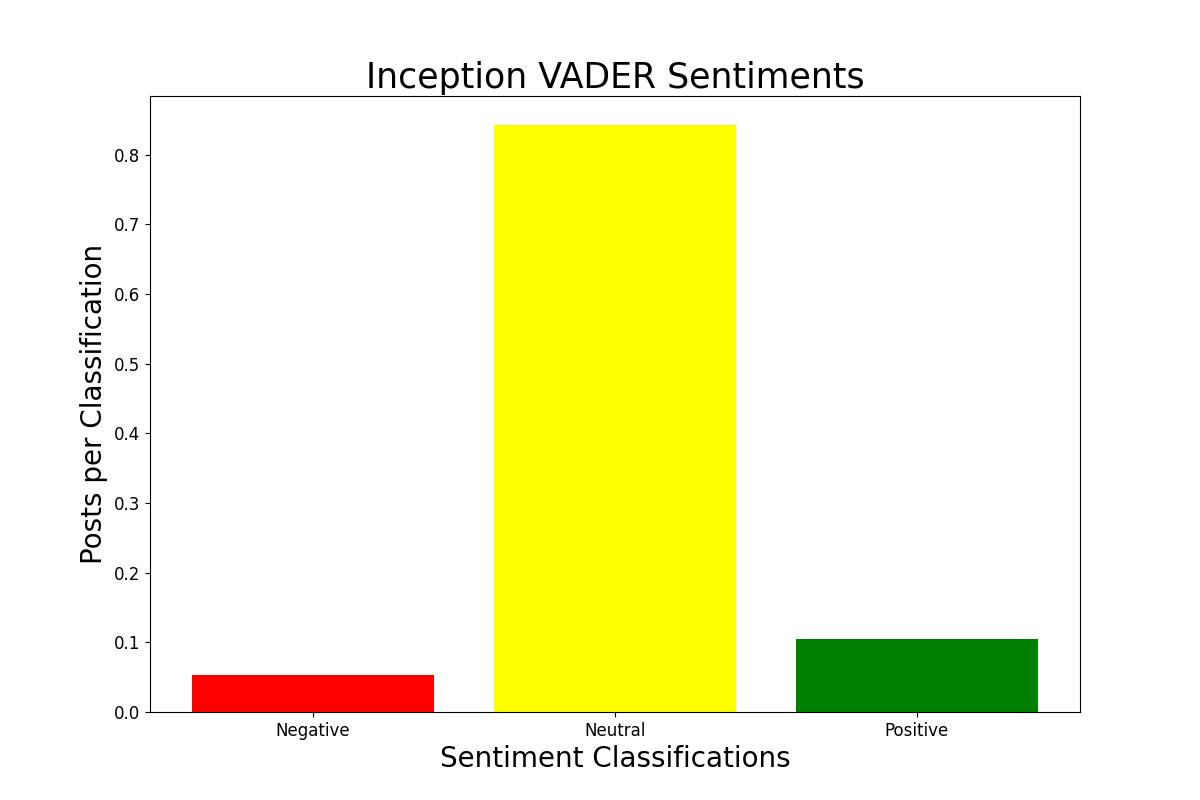 Inception VADER Sentiments
Posts per Classification
0.8
0.7
0.6
0.5
0.4
0.3
0.2
0.1
0.0
Negative Neutral Positive
Sentiment Classifications